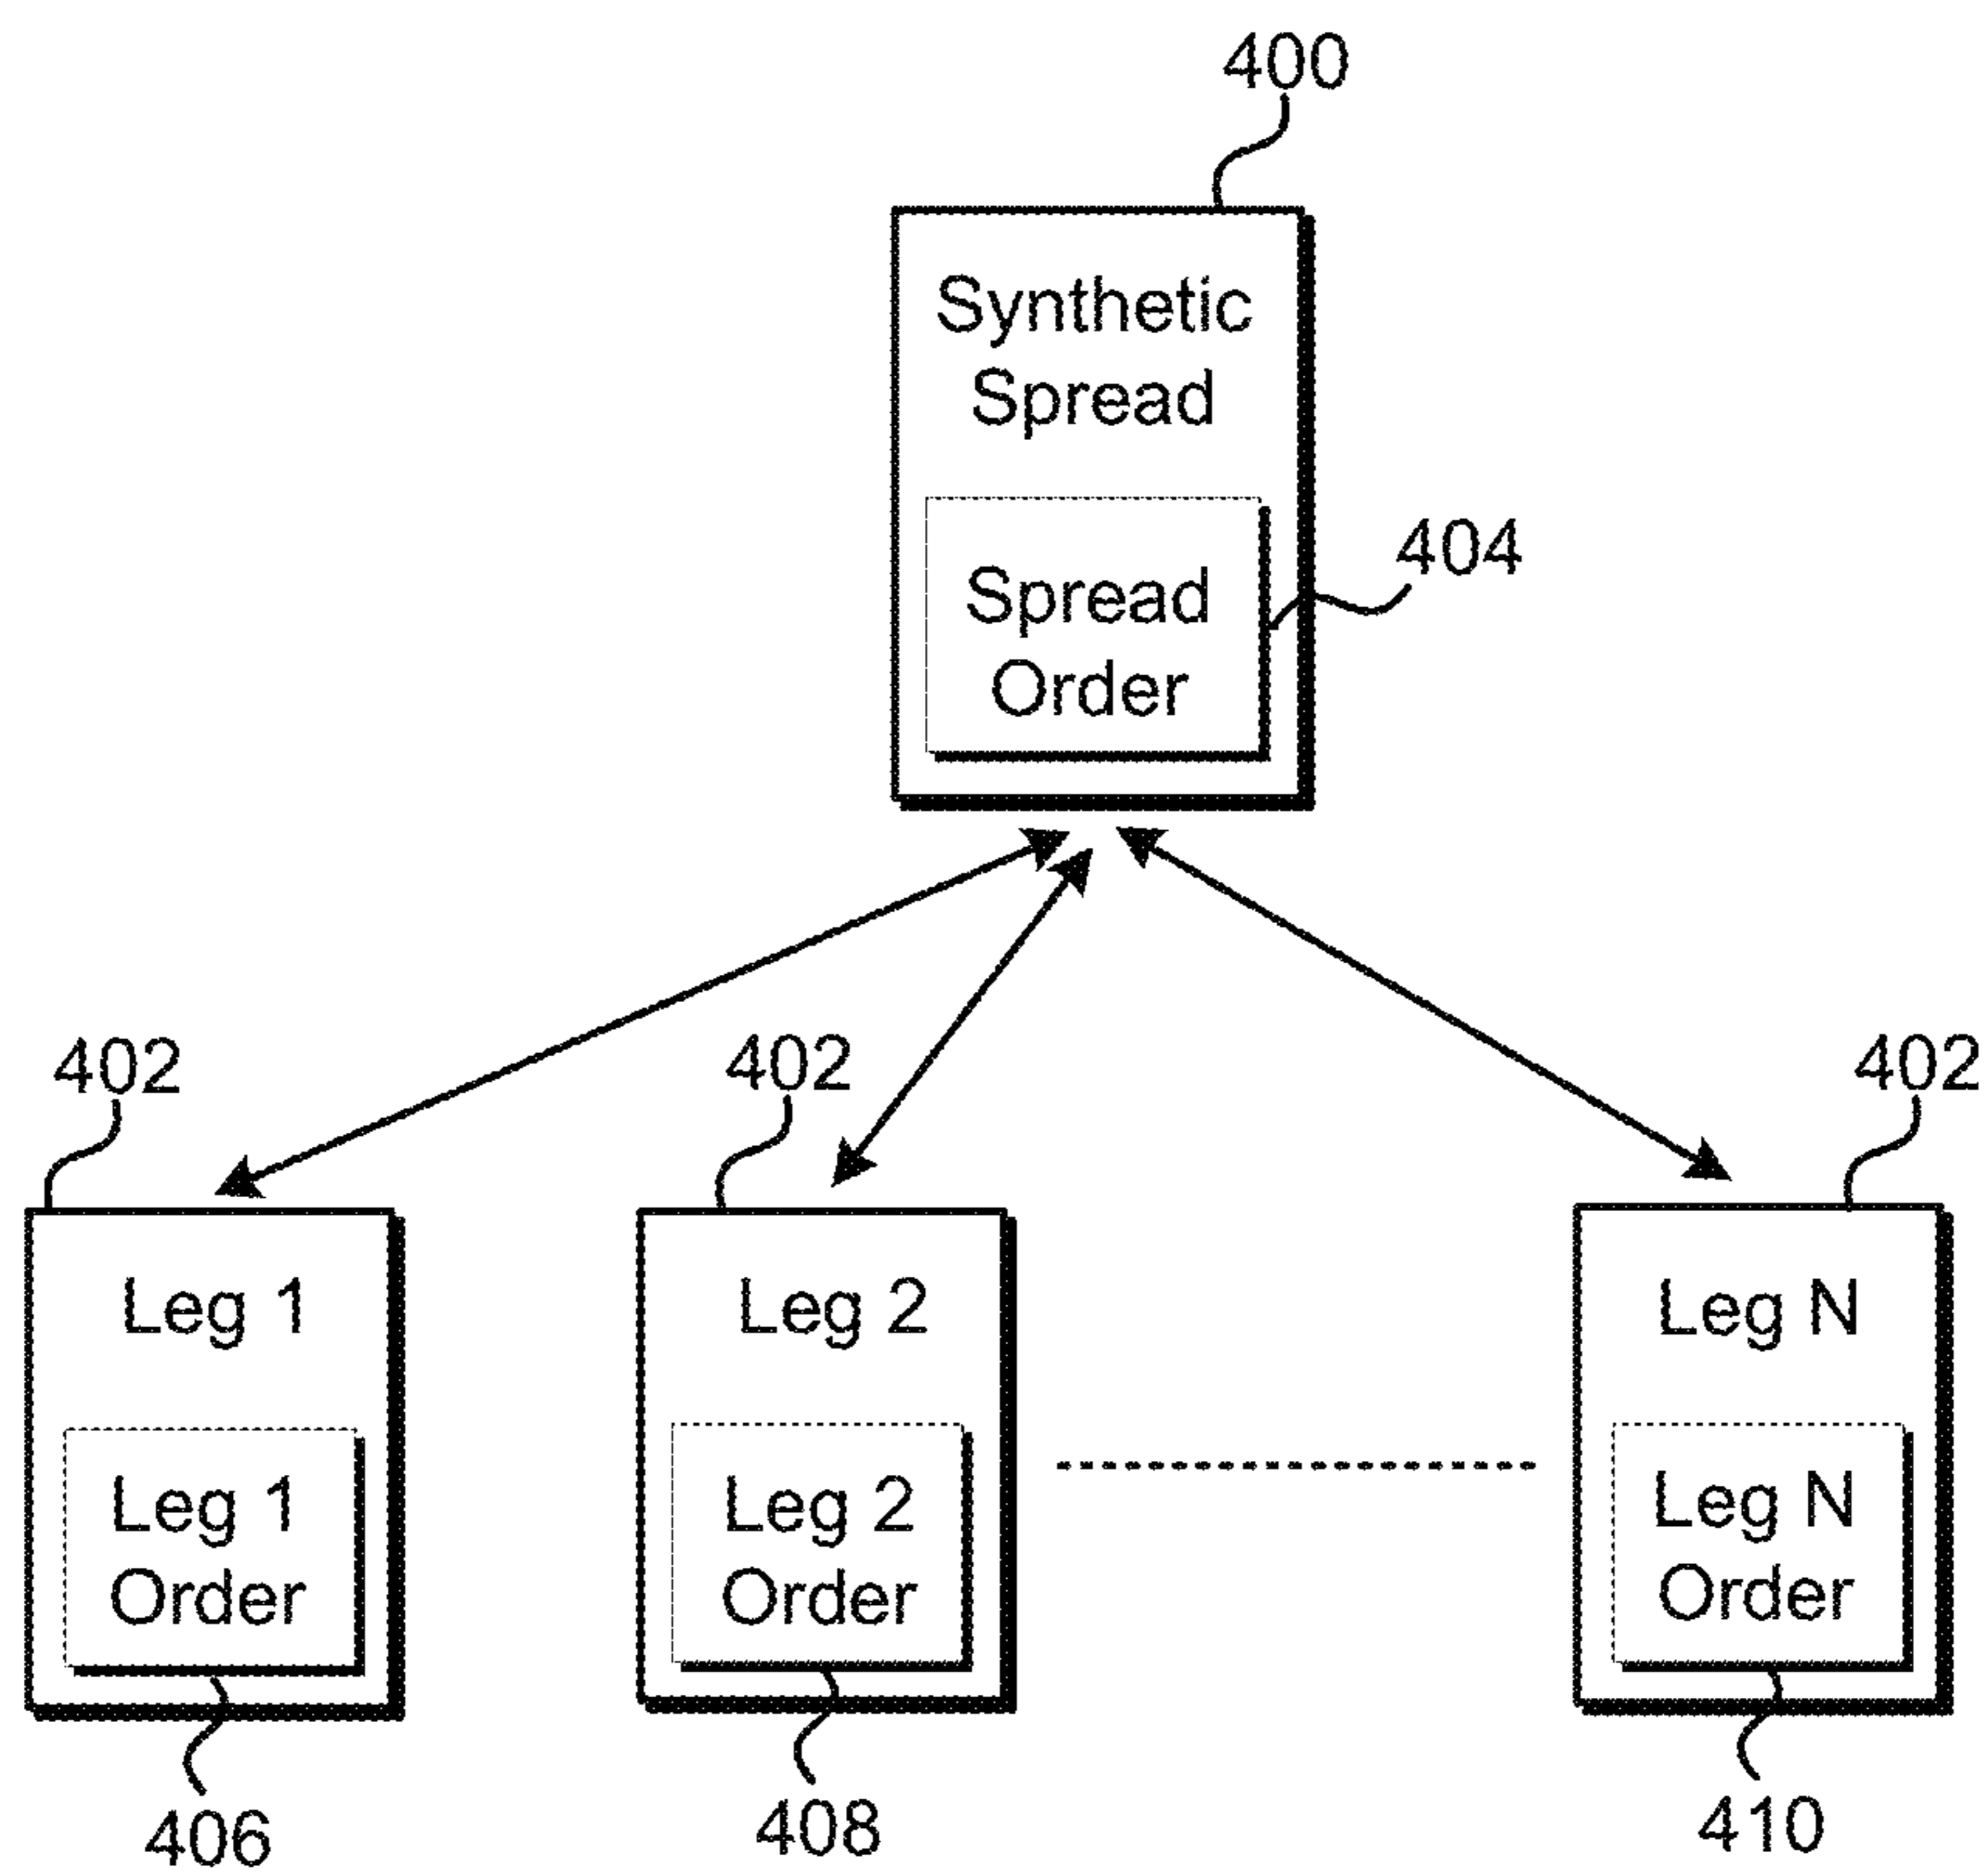 400
Synthetic
Spread
404
Spread
Order
402
402
402
Leg 1
Leg 2
Leg N
Leg 1
Order
Leg 2
Order
Leg N
Order
406
408
410